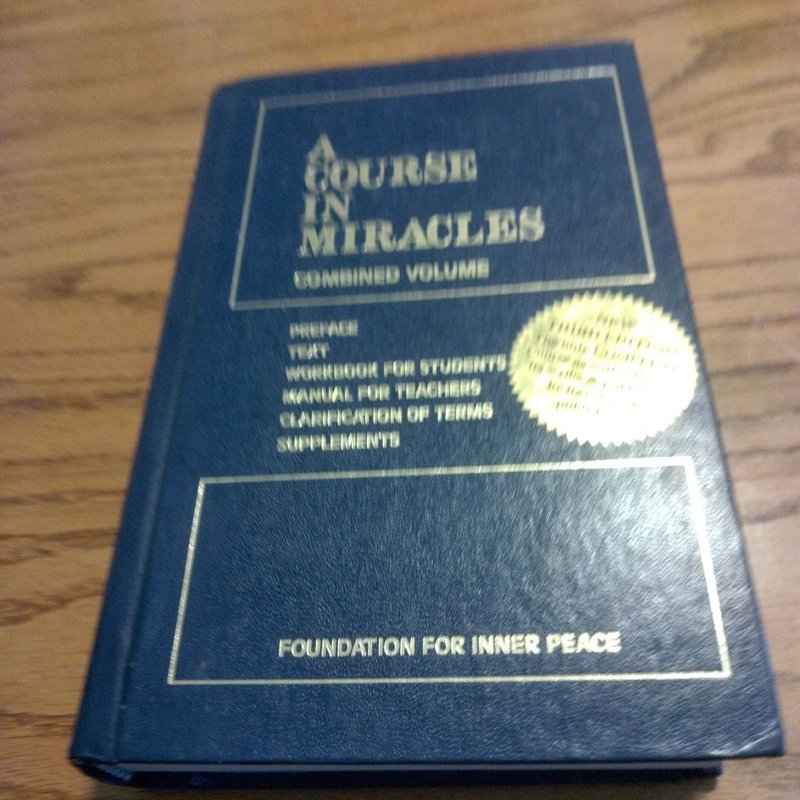 A
COURSE
IN
MIRACLES
COMBINED VOLUME
PREFACE
TEXT
WORKBOOK FOR STUDENTS
MANUAL FOR TEACHERS
CLARIFICATION OF TERMS
SUPPLEMENTS
FOUNDATION FOR INNER PEACE